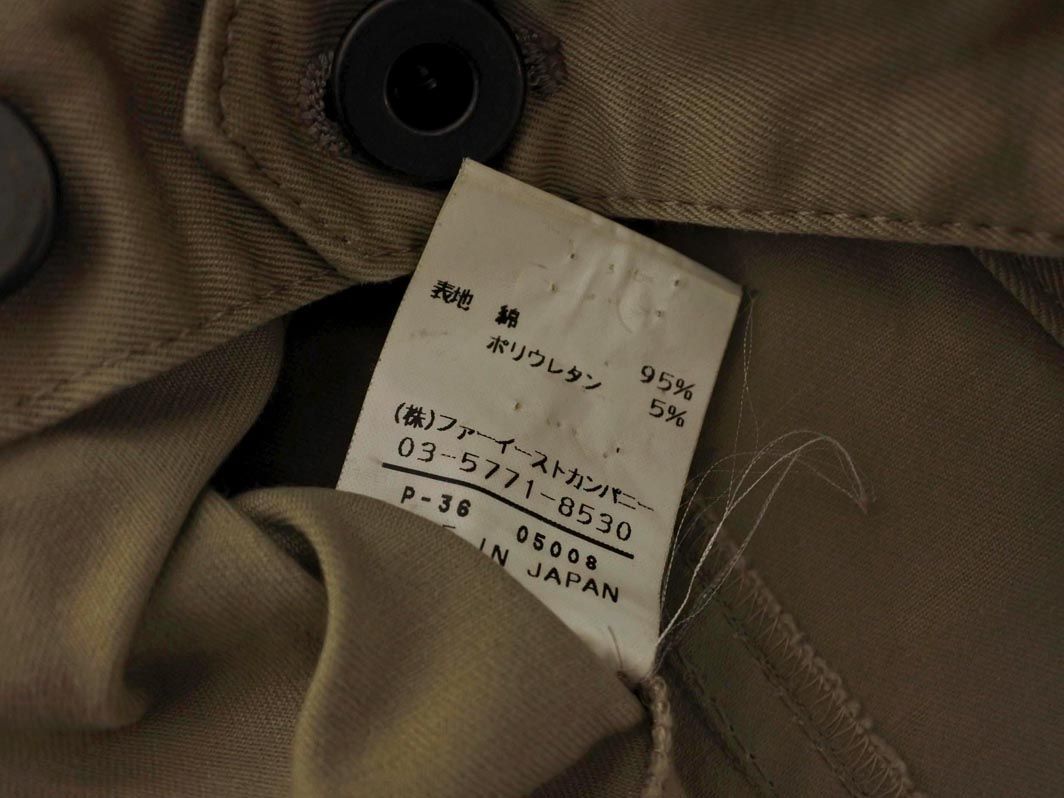 表地 綿 95%
ポリウレタン 5%
(株)ファーイーストカンパニー
03-5771-8530
P-36 05008
IN JAPAN